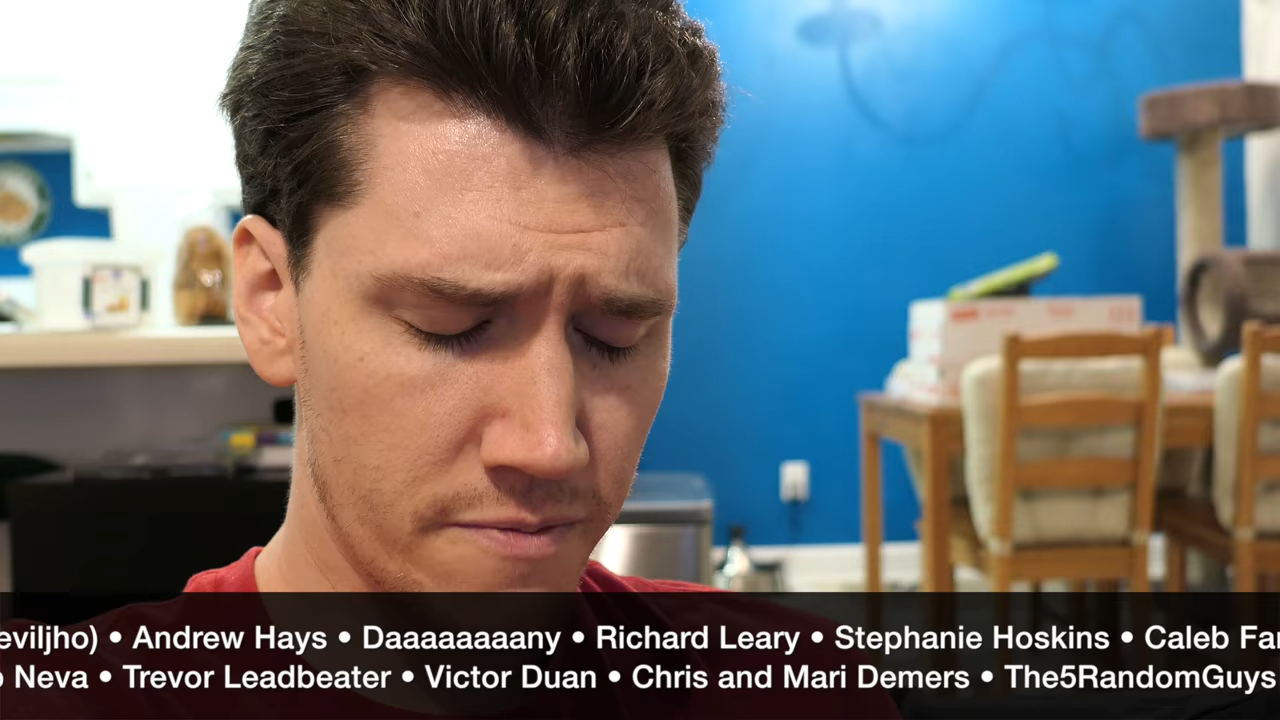 eviljho) • Andrew Hays • Daaaaaaaany • Richard Leary • Stephanie Hoskins • Caleb Fa
Neva • Trevor Leadbeater • Victor Duan • Chris and Mari Demers • The5RandomGuys